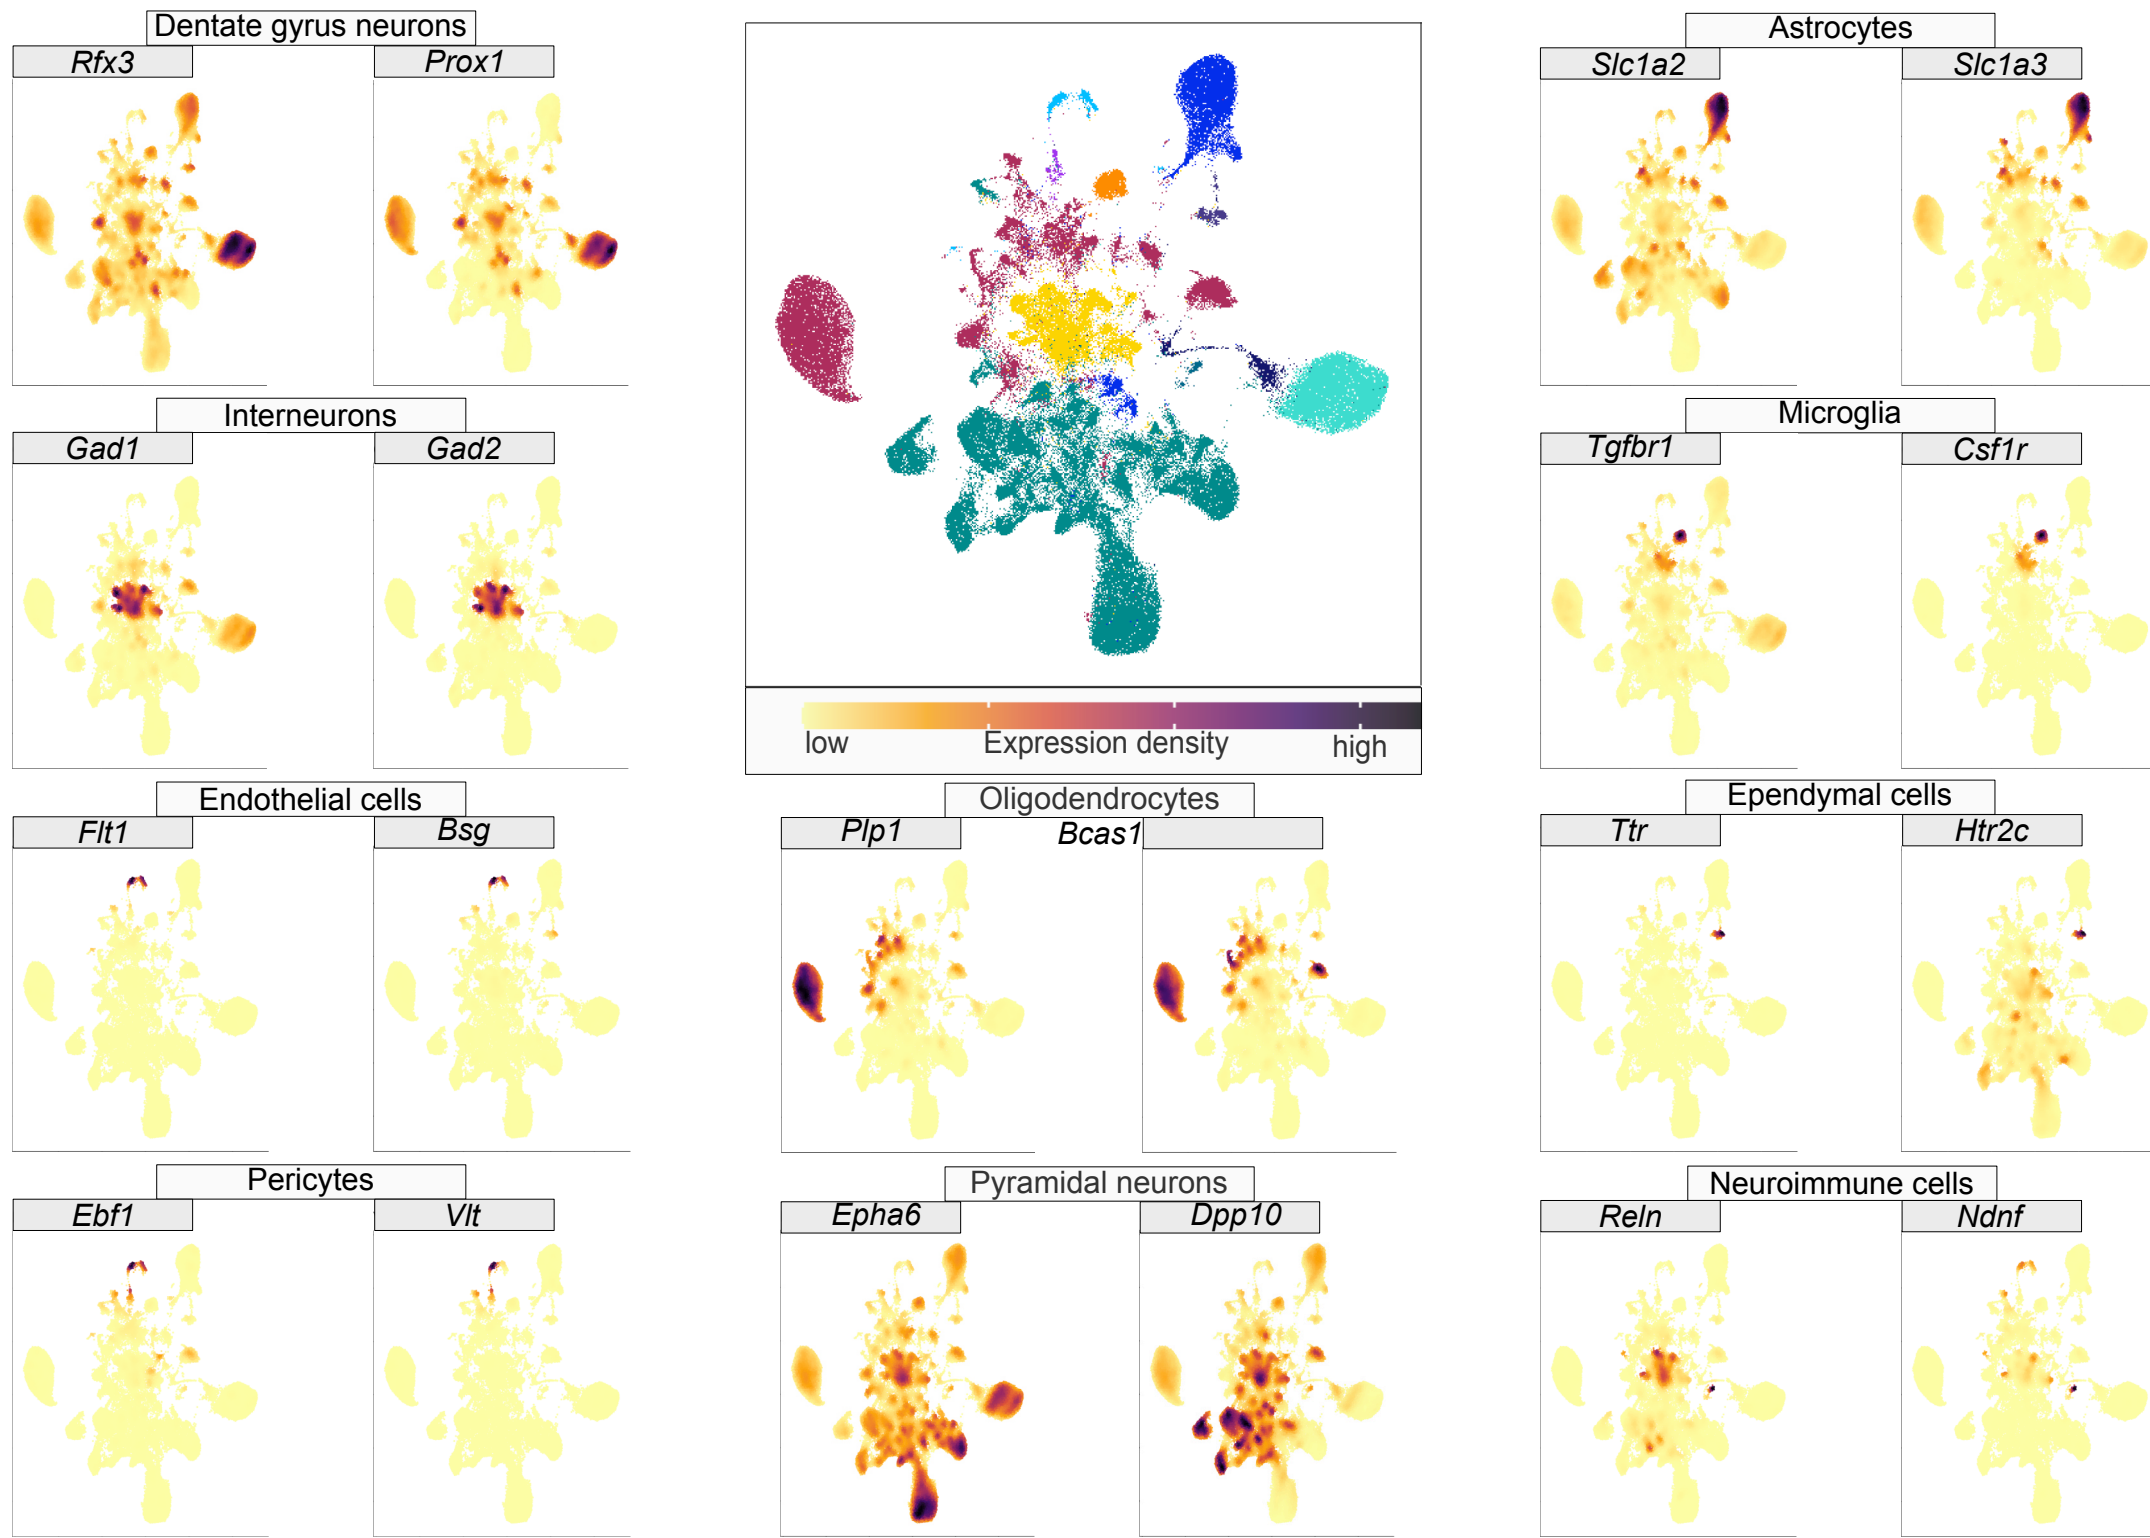 Dentate gyrus neurons
Rfx3 Prox1
Astrocytes
Slc1a2 Slc1a3
Interneurons
Gad1 Gad2
Microglia
Tgfbr1 Csf1r
low Expression density high
Endothelial cells
Flt1 Bsg
Oligodendrocytes
Plp1 Bcas1
Ependymal cells
Ttr Htr2c
Pericytes
Ebf1 Vlt
Pyramidal neurons
Epha6 Dpp10
Neuroimmune cells
Reln Ndnf